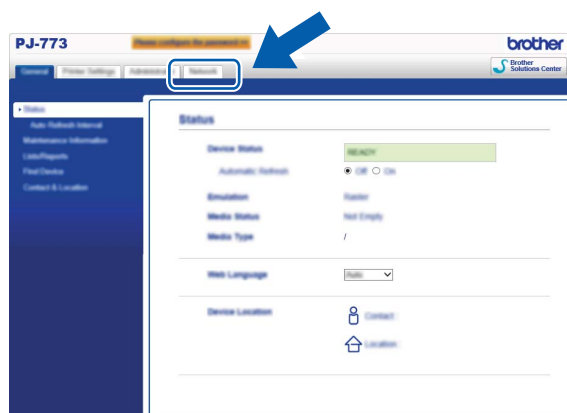 PJ-773
Please configure the password >>
brother
General
Printer Settings
Network
Brother
Solutions Center
Status
Auto Refresh Interval
Maintenance Information
Lists/Reports
Find Device
Contact & Location
Status
Device Status
READY
Automatic Refresh
Off
On
Emulation
Raster
Media Status
Not Empty
Media Type
/
Web Language
Auto
Device Location
Contact
Location